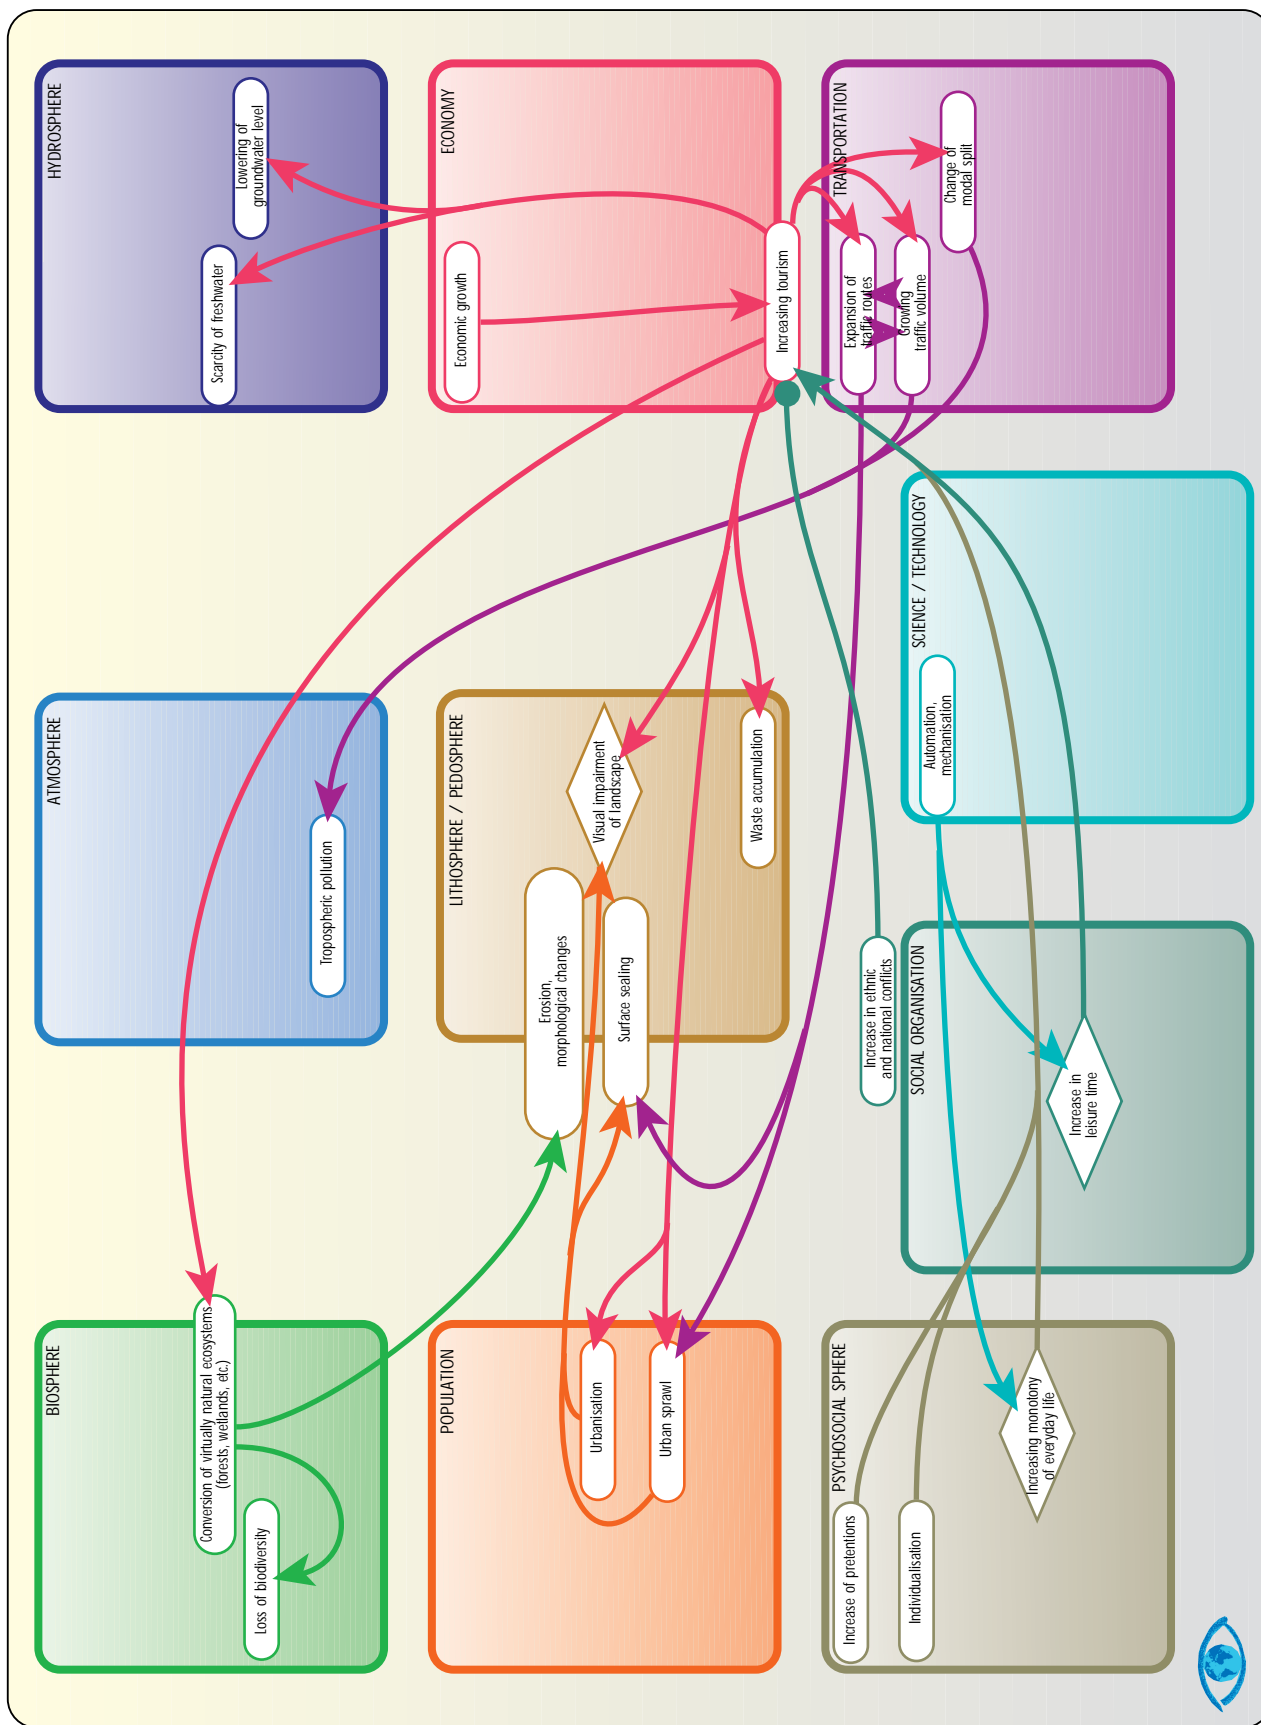 BIOSPHERE
Conversion of virtually natural ecosystems
(forests, wetlands, etc.)
Loss of biodiversity
ATMOSPHERE
Tropospheric pollution
HYDROSPHERE
Scarcity of freshwater
Lowering of
groundwater level
POPULATION
Urbanisation
Urban sprawl
LITHOSPHERE / PEDOSPHERE
Erosion,
morphological changes
Visual impairment
of landscape
Surface sealing
Waste accumulation
ECONOMY
Economic growth
Increasing tourism
PSYCHOSOCIAL SPHERE
Increase of pretentions
Individualisation
Increasing monotony
of everyday life
Increase in ethnic
and national conflicts
SOCIAL ORGANISATION
Increase in
leisure time
SCIENCE / TECHNOLOGY
Automation,
mechanisation
TRANSPORTATION
Expansion of
traffic routes
Growing
traffic volume
Change of
modal split